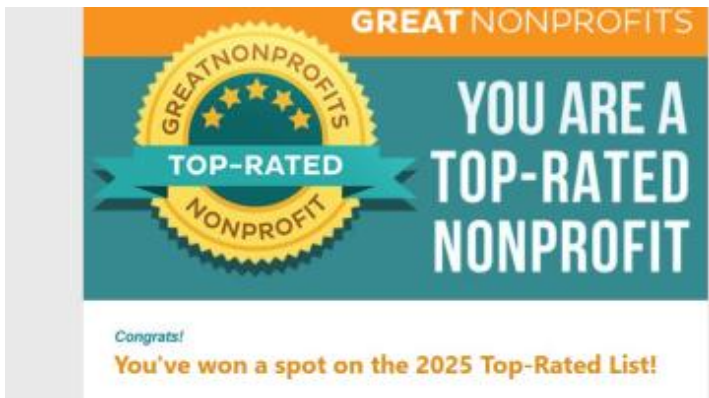 GREAT NONPROFITS
GREATNONPROFITS
TOP-RATED
NONPROFIT
YOU ARE A
TOP-RATED
NONPROFIT
Congrats!
You've won a spot on the 2025 Top-Rated List!